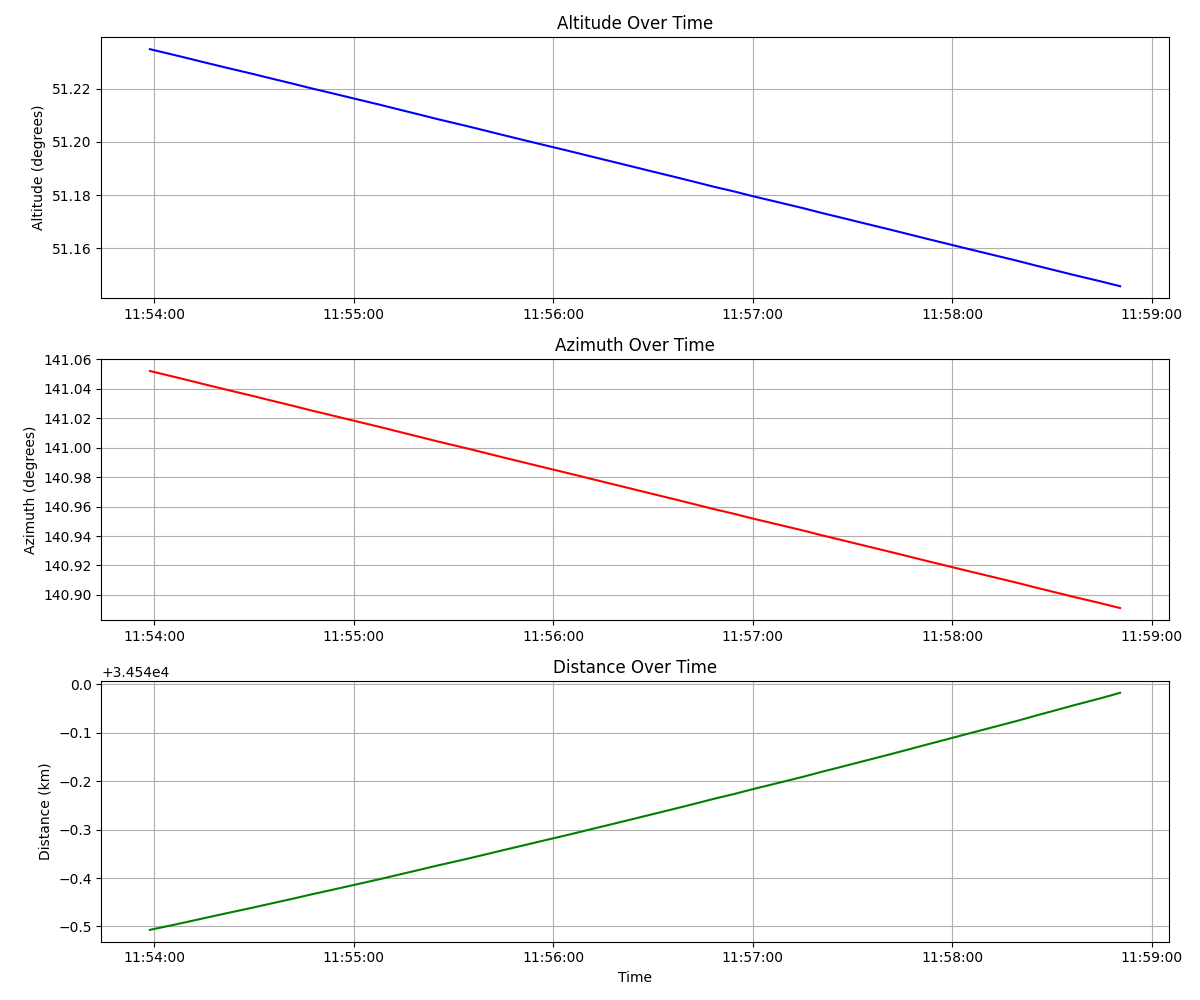 Altitude Over Time
Altitude (degrees)
51.22
51.20
51.18
51.16
11:54:00 11:55:00 11:56:00 11:57:00 11:58:00 11:59:00
Azimuth Over Time
Azimuth (degrees)
141.06
141.04
141.02
141.00
140.98
140.96
140.94
140.92
140.90
11:54:00 11:55:00 11:56:00 11:57:00 11:58:00 11:59:00
Distance Over Time
+3.454e4
Distance (km)
0.0
−0.1
−0.2
−0.3
−0.4
−0.5
11:54:00 11:55:00 11:56:00 11:57:00 11:58:00 11:59:00
Time